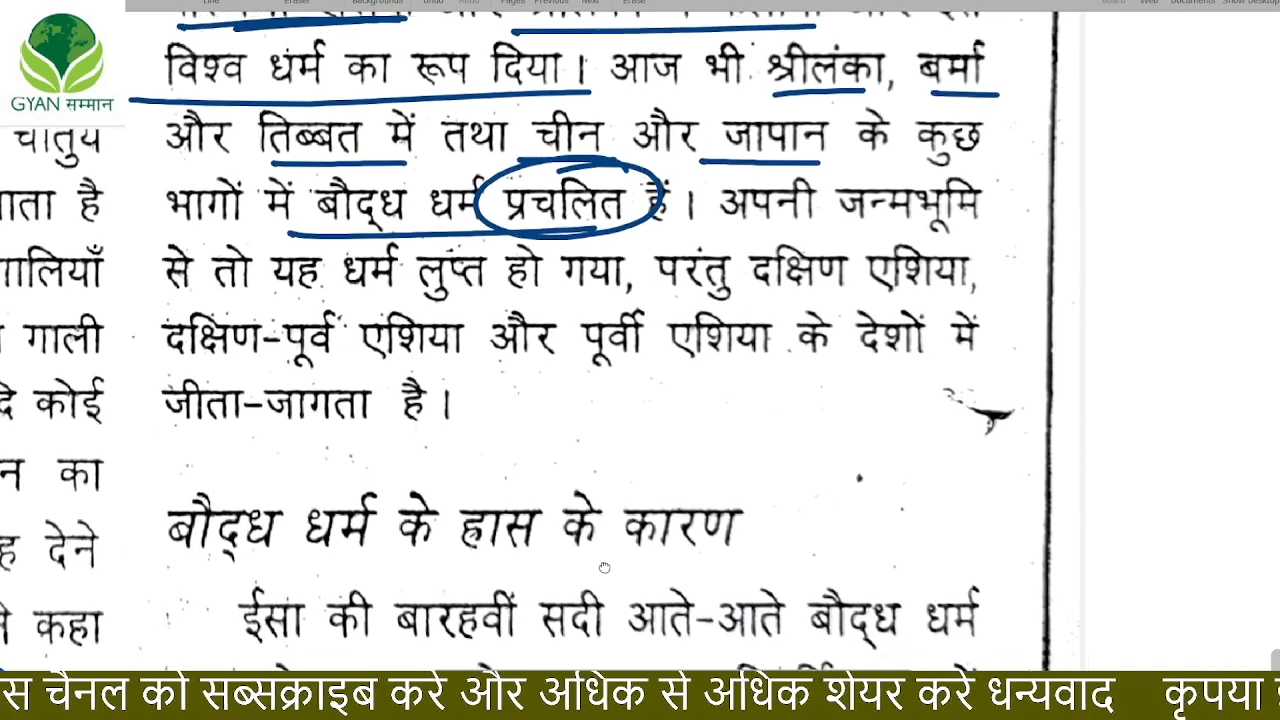 GYAN सम्मान
विश्व धर्म का रूप दिया। आज भी श्रीलंका, बर्मा
और तिब्बत में तथा चीन और जापान के कुछ
भागों में बौद्ध धर्म प्रचलित हैं। अपनी जन्मभूमि
से तो यह धर्म लुप्त हो गया, परंतु दक्षिण एशिया,
दक्षिण-पूर्व एशिया और पूर्वी एशिया के देशों में
जीता-जागता है।
बौद्ध धर्म के ह्रास के कारण
ईसा की बारहवीं सदी आते-आते बौद्ध धर्म
चातुय
ाता है
गालियाँ
गाली
कोई
न का
ह देने
कहा
स चैनल को सब्सक्राइब करे और अधिक से अधिक शेयर करें धन्यवाद कृपया